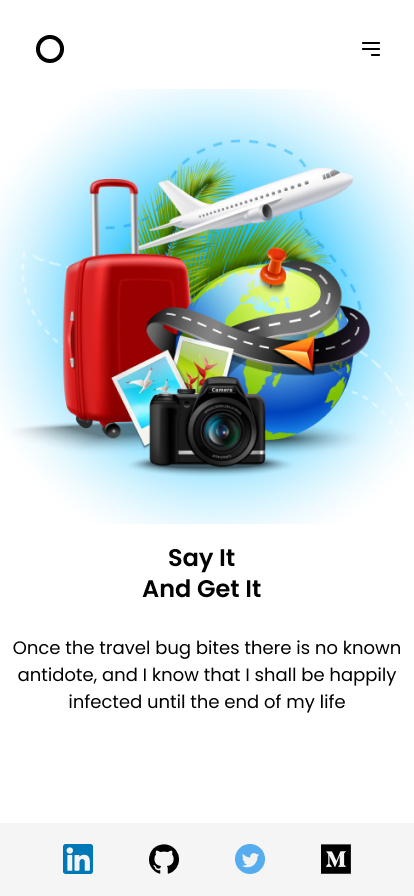 Camera
Say It
And Get It
Once the travel bug bites there is no known
antidote, and I know that I shall be happily
infected until the end of my life
in
M